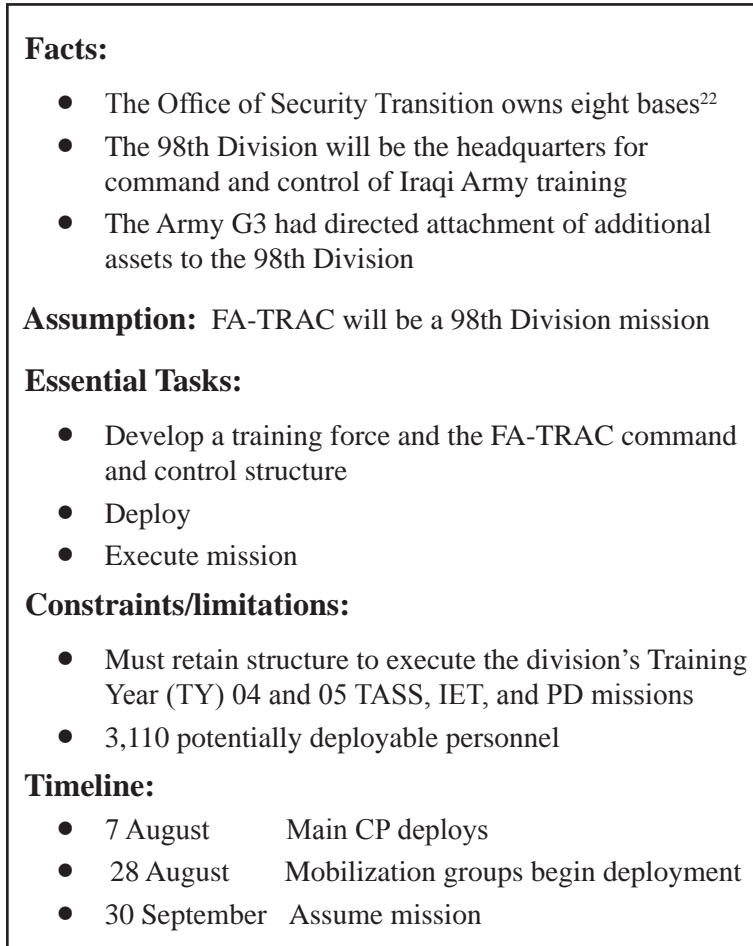 Facts:
● The Office of Security Transition owns eight bases²²
● The 98th Division will be the headquarters for
command and control of Iraqi Army training
● The Army G3 had directed attachment of additional
assets to the 98th Division
Assumption: FA-TRAC will be a 98th Division mission
Essential Tasks:
● Develop a training force and the FA-TRAC command
and control structure
● Deploy
● Execute mission
Constraints/limitations:
● Must retain structure to execute the division's Training
Year (TY) 04 and 05 TASS, IET, and PD missions
● 3,110 potentially deployable personnel
Timeline:
● 7 August Main CP deploys
● 28 August Mobilization groups begin deployment
● 30 September Assume mission